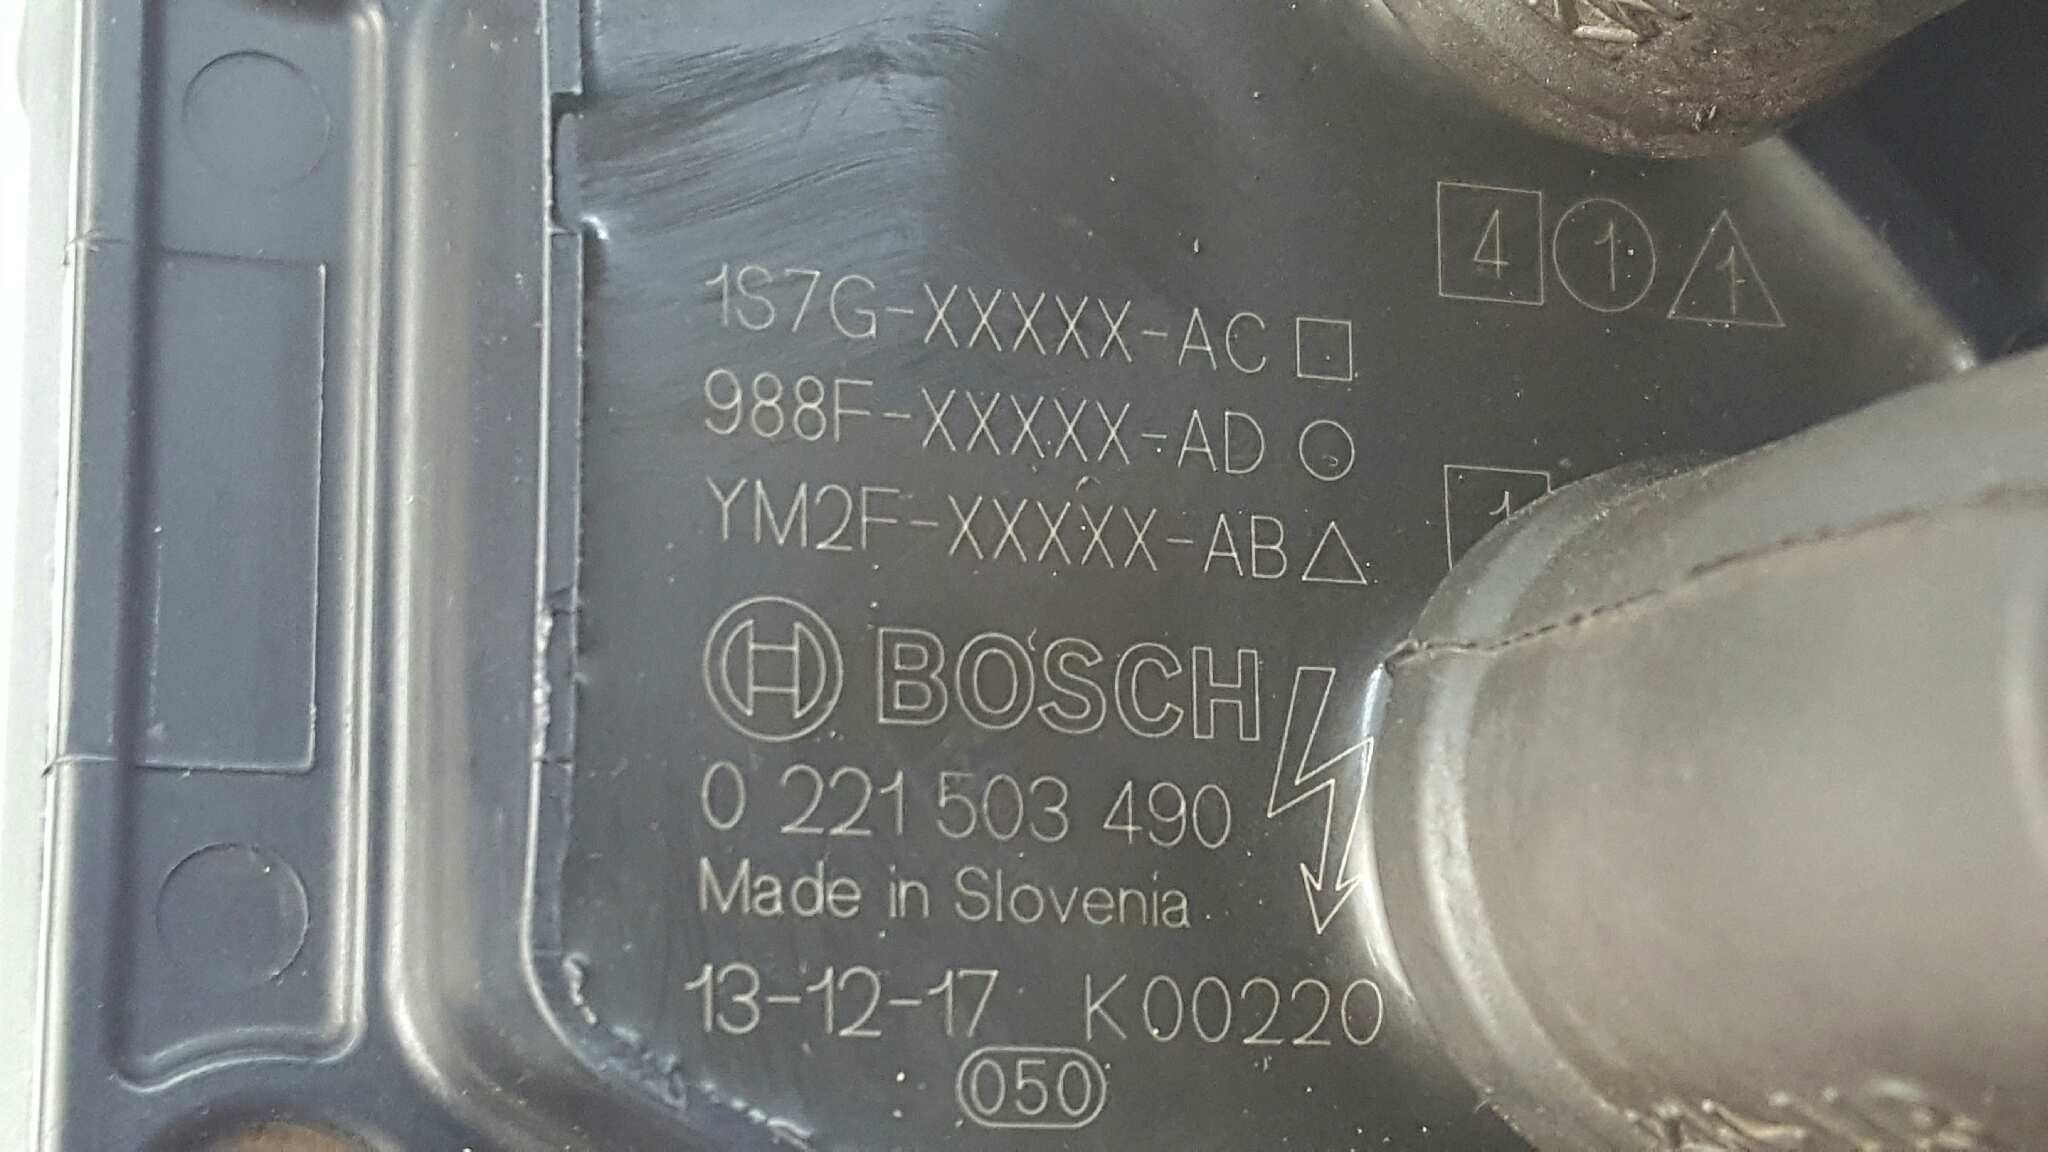 4 1 1
1S7G-XXXXX-AC □
988F-XXXXX-AD ○
YM2F-XXXXX-AB △
1
BOSCH
0 221 503 490
Made in Slovenia
13-12-17 K00220
050